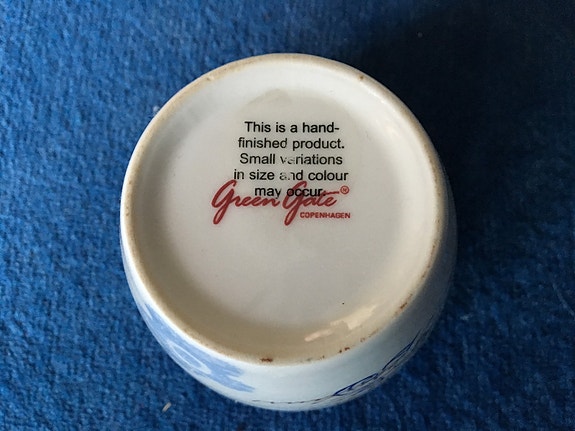 This is a hand-
finished product.
Small variations
in size and colour
may occur.
Green Gate®
COPENHAGEN